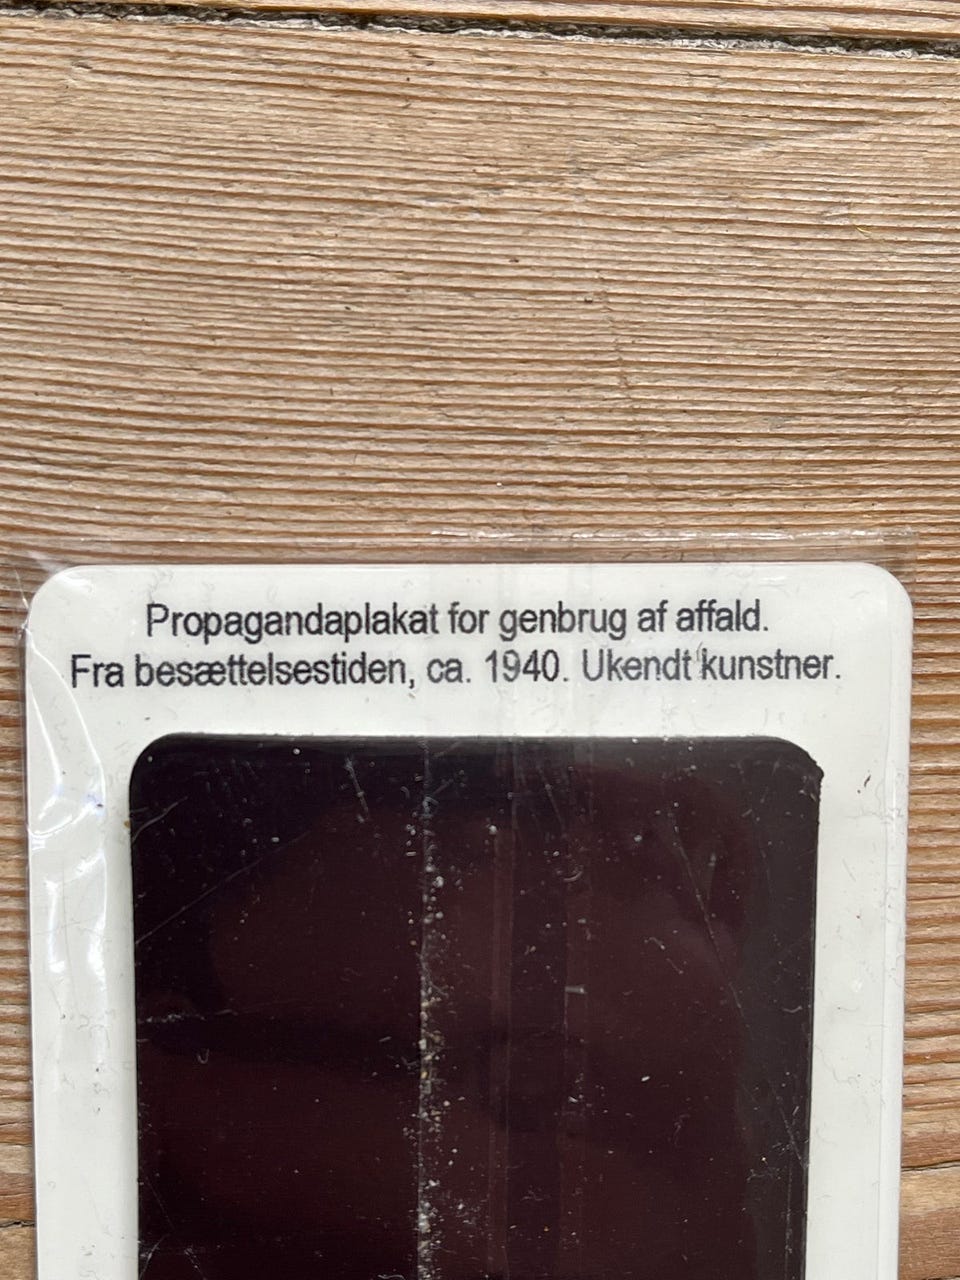 Propagandaplakat for genbrug af affald.
Fra besættelsestiden, ca. 1940. Ukendt kunstner.